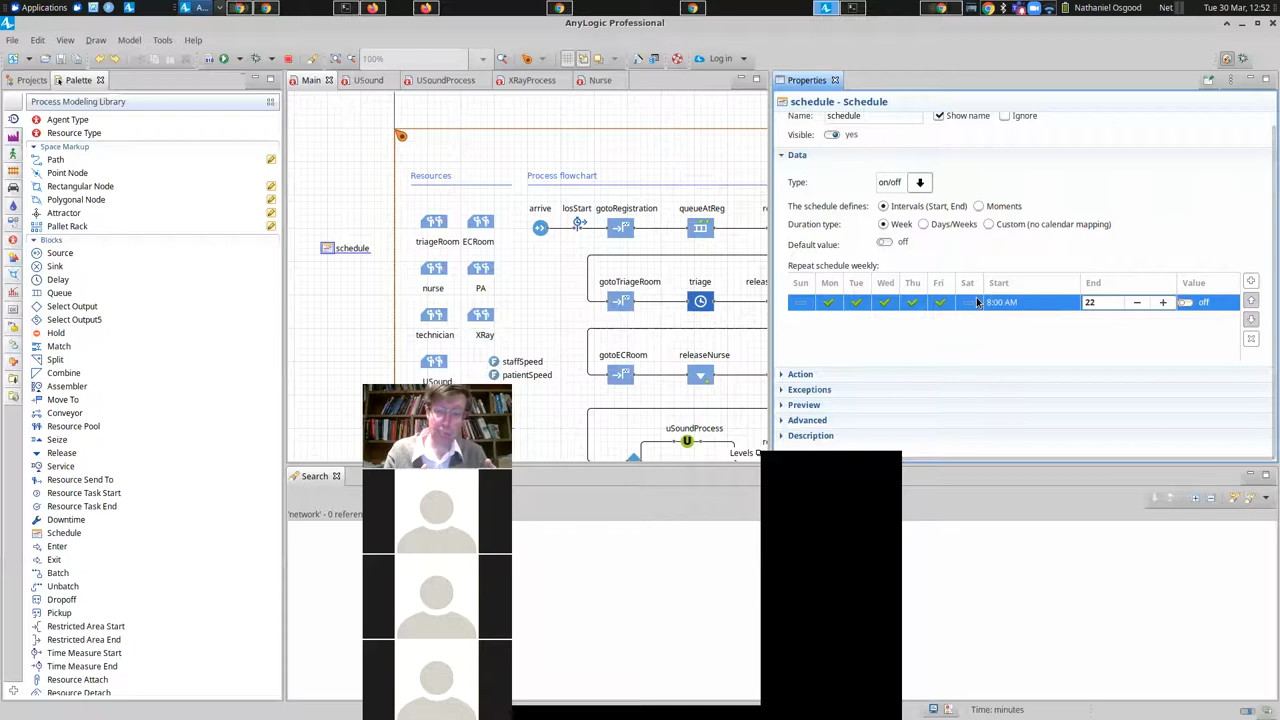 Applications
A...
Nathaniel Osgood
Net
Tue 30 Mar, 12:52
AnyLogic Professional
File Edit View Draw Model Tools Help
100%
Log in
Projects Palette
Main USound USoundProcess XRayProcess Nurse
Properties
Process Modeling Library
Agent Type
Resource Type
Space Markup
Path
Point Node
Rectangular Node
Polygonal Node
Attractor
Pallet Rack
Blocks
Source
Sink
Delay
Queue
Select Output
Select Output5
Hold
Match
Split
Combine
Assembler
Move To
Conveyor
Resource Pool
Seize
Release
Service
Resource Send To
Resource Task Start
Resource Task End
Downtime
Schedule
Enter
Exit
Batch
Unbatch
Dropoff
Pickup
Restricted Area Start
Restricted Area End
Time Measure Start
Time Measure End
Resource Attach
Resource Detach
Resources
Process flowchart
arrive losStart gotoRegistration queueAtReg
triageRoom ECRoom
schedule
gotoTriageRoom triage releas
nurse PA
technician XRay
gotoECRoom releaseNurse
USound
staffSpeed
patientSpeed
uSoundProcess
Levels
schedule - Schedule
Name: schedule Show name Ignore
Visible: yes
Data
Type: on/off
The schedule defines: Intervals (Start, End) Moments
Duration type: Week Days/Weeks Custom (no calendar mapping)
Default value: off
Repeat schedule weekly:
Sun Mon Tue Wed Thu Fri Sat Start End Value
8:00 AM 22 off
Action
Exceptions
Preview
Advanced
Description
Search
'network' - 0 referen
Time: minutes